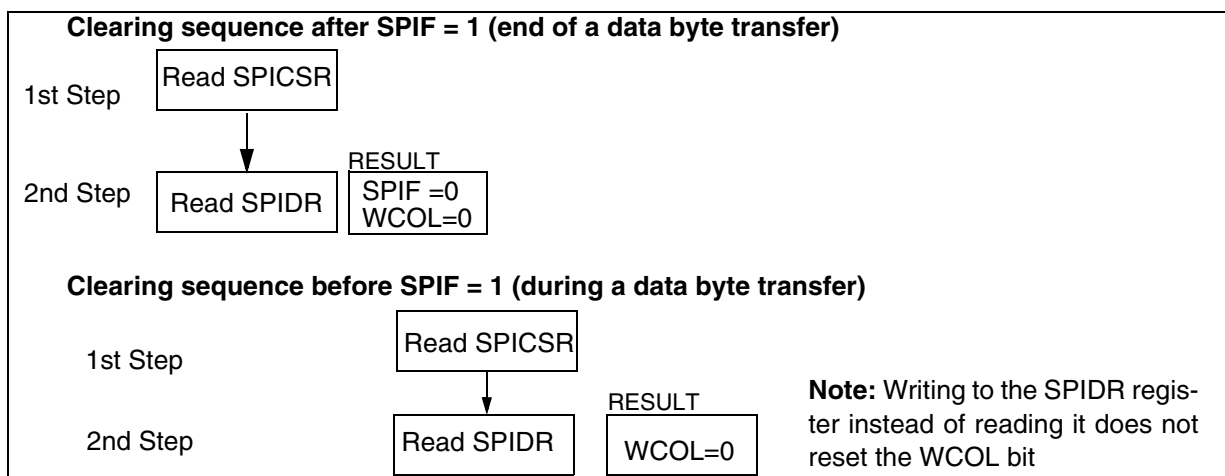 Clearing sequence after SPIF = 1 (end of a data byte transfer)
1st Step
Read SPICSR
2nd Step
Read SPIDR
RESULT
SPIF =0
WCOL=0
Clearing sequence before SPIF = 1 (during a data byte transfer)
1st Step
Read SPICSR
2nd Step
Read SPIDR
RESULT
WCOL=0
Note: Writing to the SPIDR regis-
ter instead of reading it does not
reset the WCOL bit